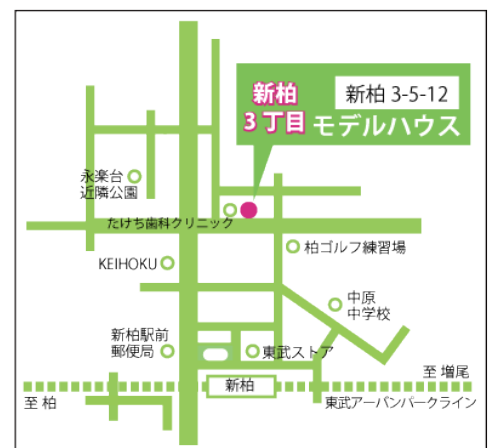 新柏
3丁目
新柏 3-5-12
モデルハウス
永楽台
近隣公園
たけち歯科クリニック
柏ゴルフ練習場
KEIHOKU
中原
中学校
新柏駅前
郵便局
東武ストア
至 増尾
新柏
至 柏
東武アーバンパークライン